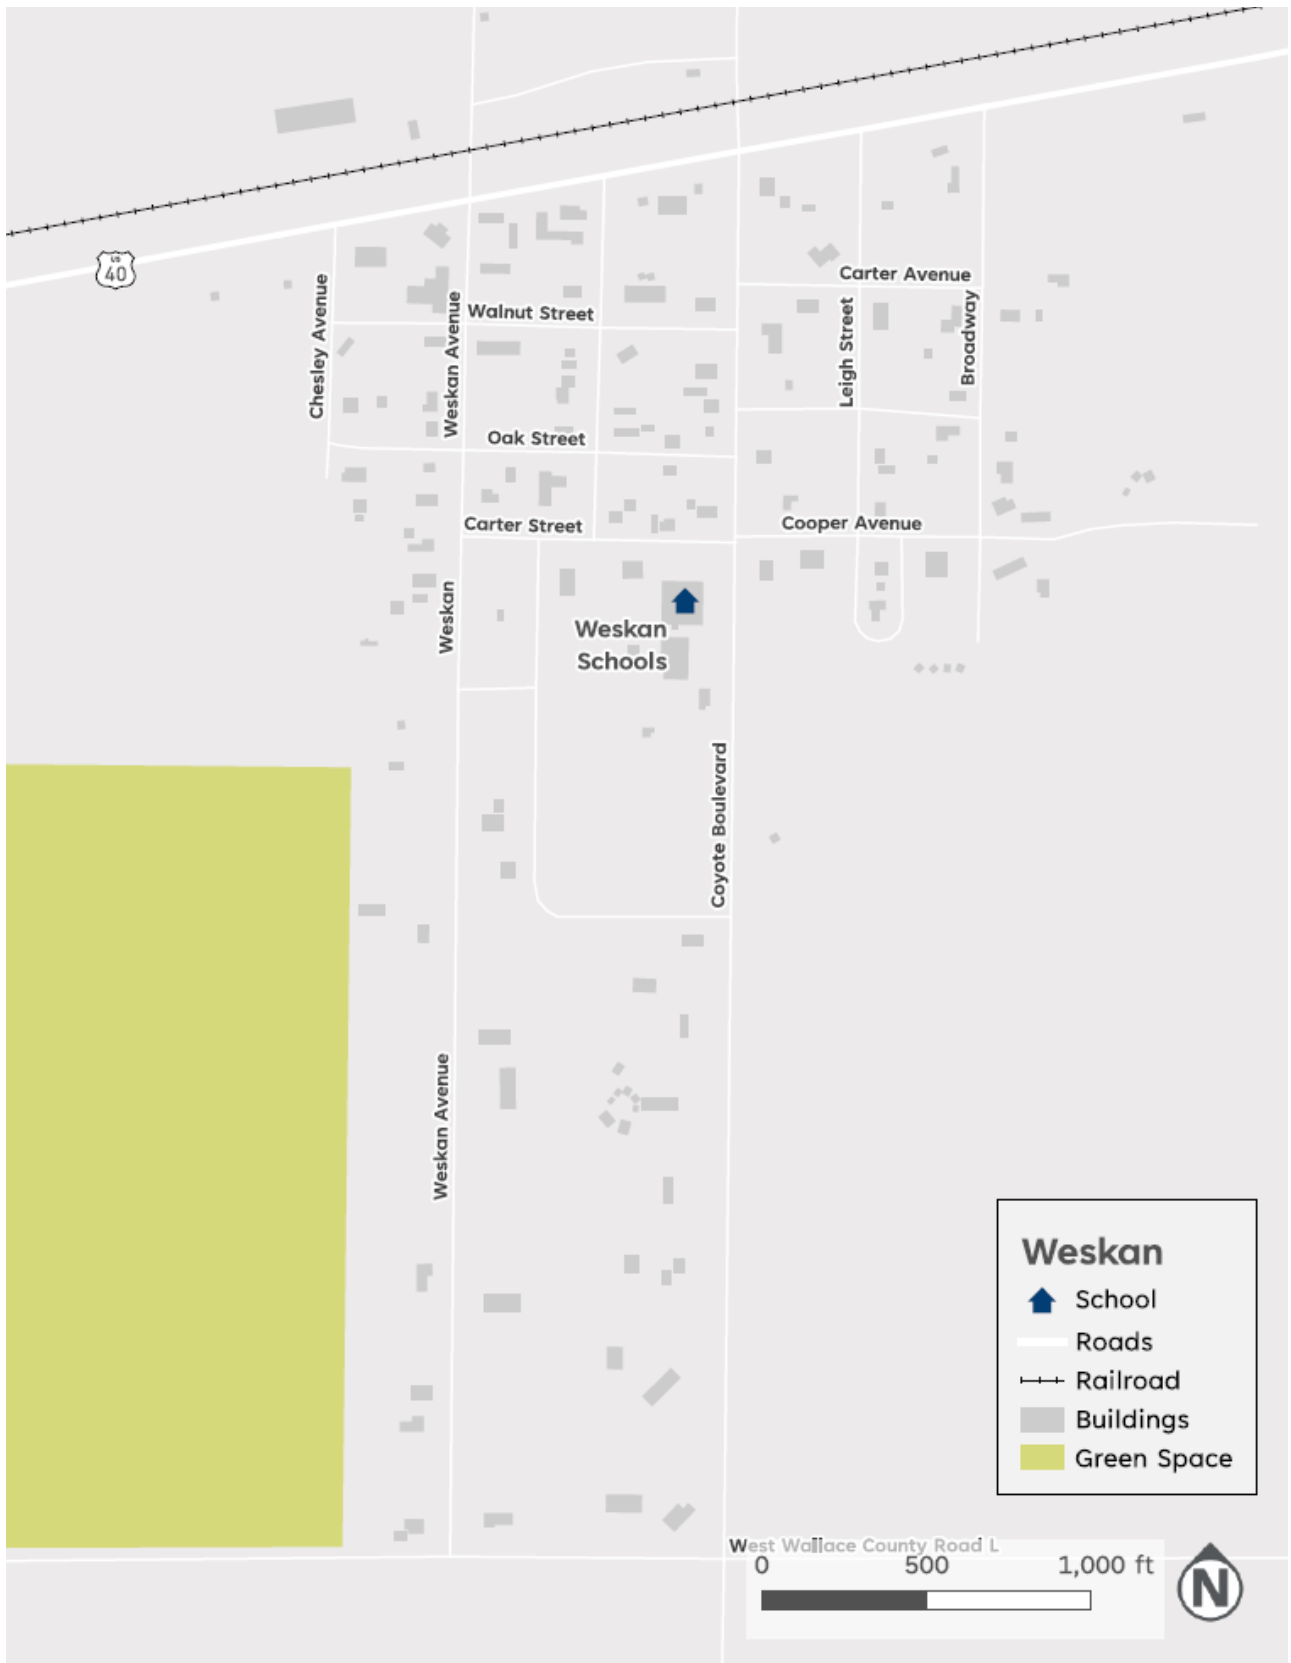 US
40
Carter Avenue
Chesley Avenue
Weskan Avenue
Walnut Street
Leigh Street
Broadway
Oak Street
Carter Street
Cooper Avenue
Weskan
Weskan
Schools
Coyote Boulevard
Weskan Avenue
Weskan
School
Roads
Railroad
Buildings
Green Space
West Wallace County Road L
0 500 1,000 ft
N